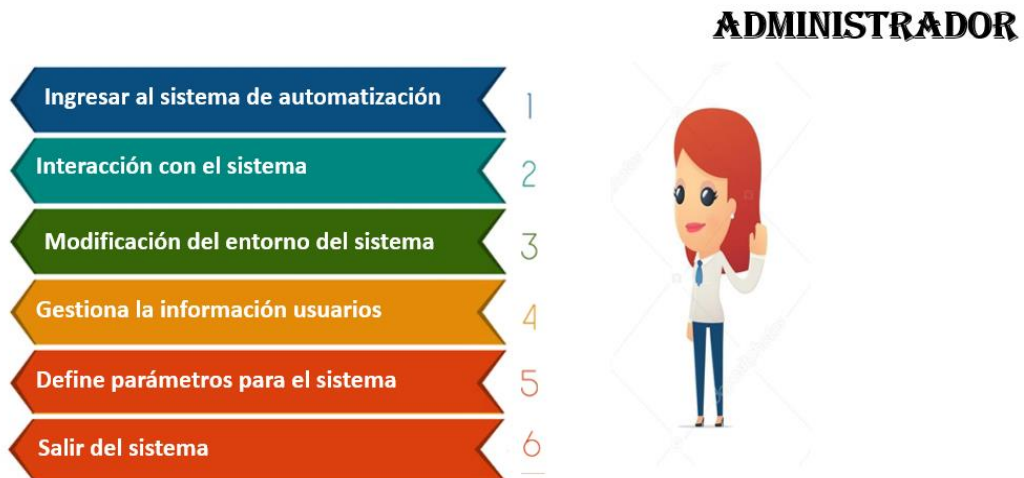 ADMINISTRADOR
Ingresar al sistema de automatización
1
Interacción con el sistema
2
Modificación del entorno del sistema
3
Gestiona la información usuarios
4
Define parámetros para el sistema
5
Salir del sistema
6